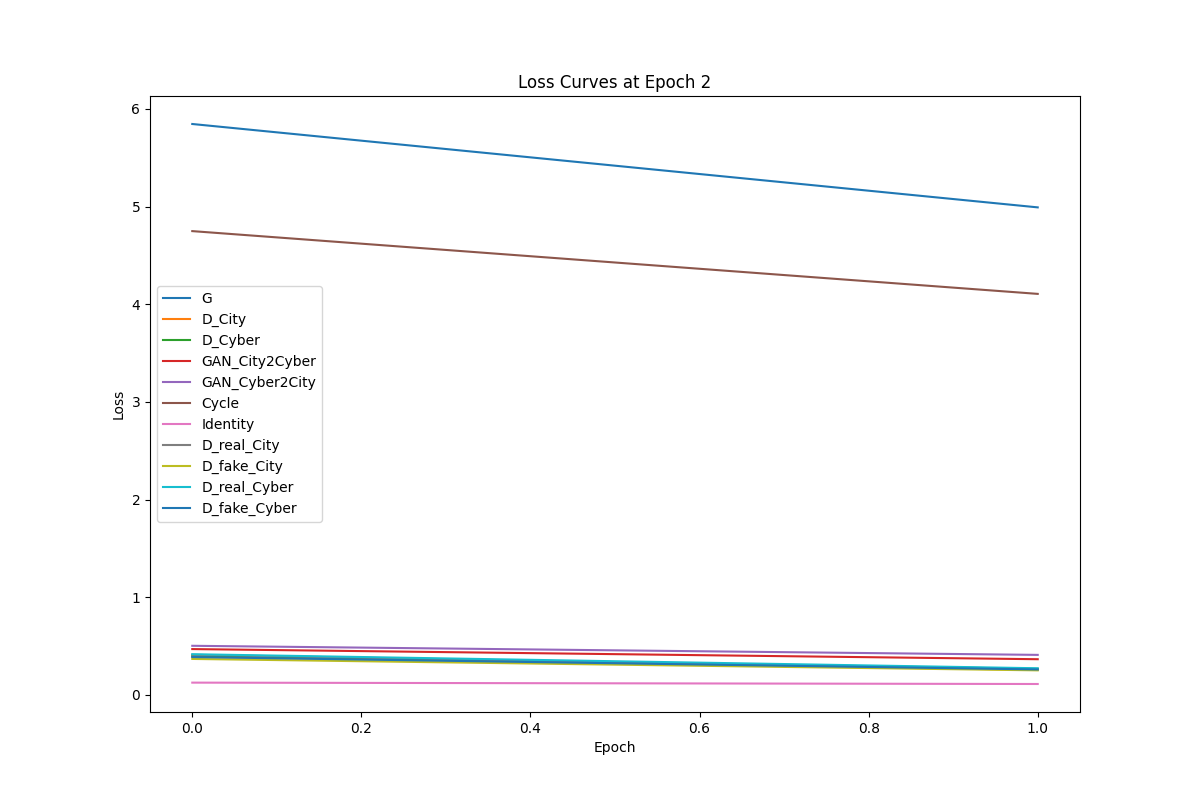 Loss Curves at Epoch 2
6
5
4
3
2
1
0
Loss
G
D_City
D_Cyber
GAN_City2Cyber
GAN_Cyber2City
Cycle
Identity
D_real_City
D_fake_City
D_real_Cyber
D_fake_Cyber
0.0 0.2 0.4 0.6 0.8 1.0
Epoch